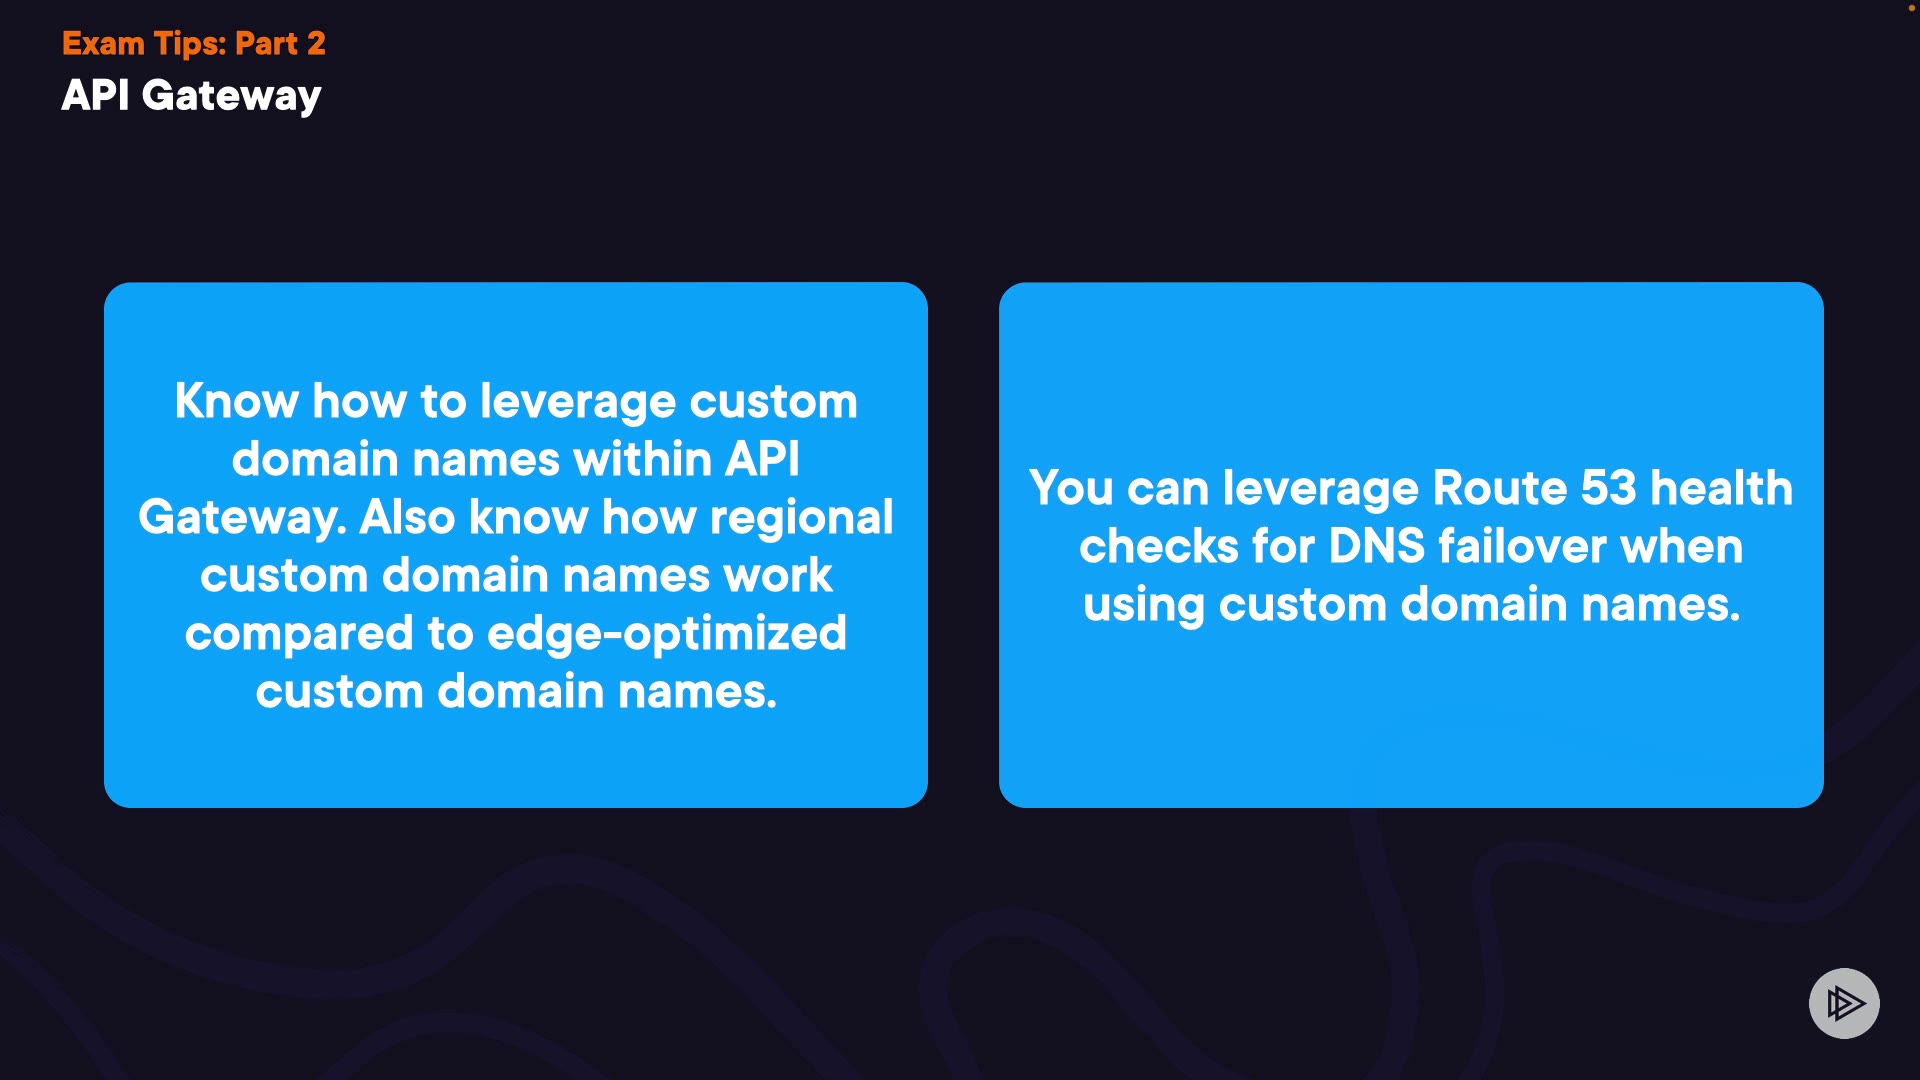 Exam Tips: Part 2
API Gateway
Know how to leverage custom
domain names within API
Gateway. Also know how regional
custom domain names work
compared to edge-optimized
custom domain names.
You can leverage Route 53 health
checks for DNS failover when
using custom domain names.